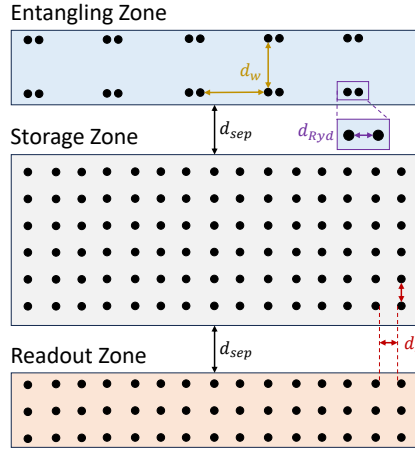 Entangling Zone
d_w
d_Ryd
d_sep
Storage Zone
d
d_sep
Readout Zone